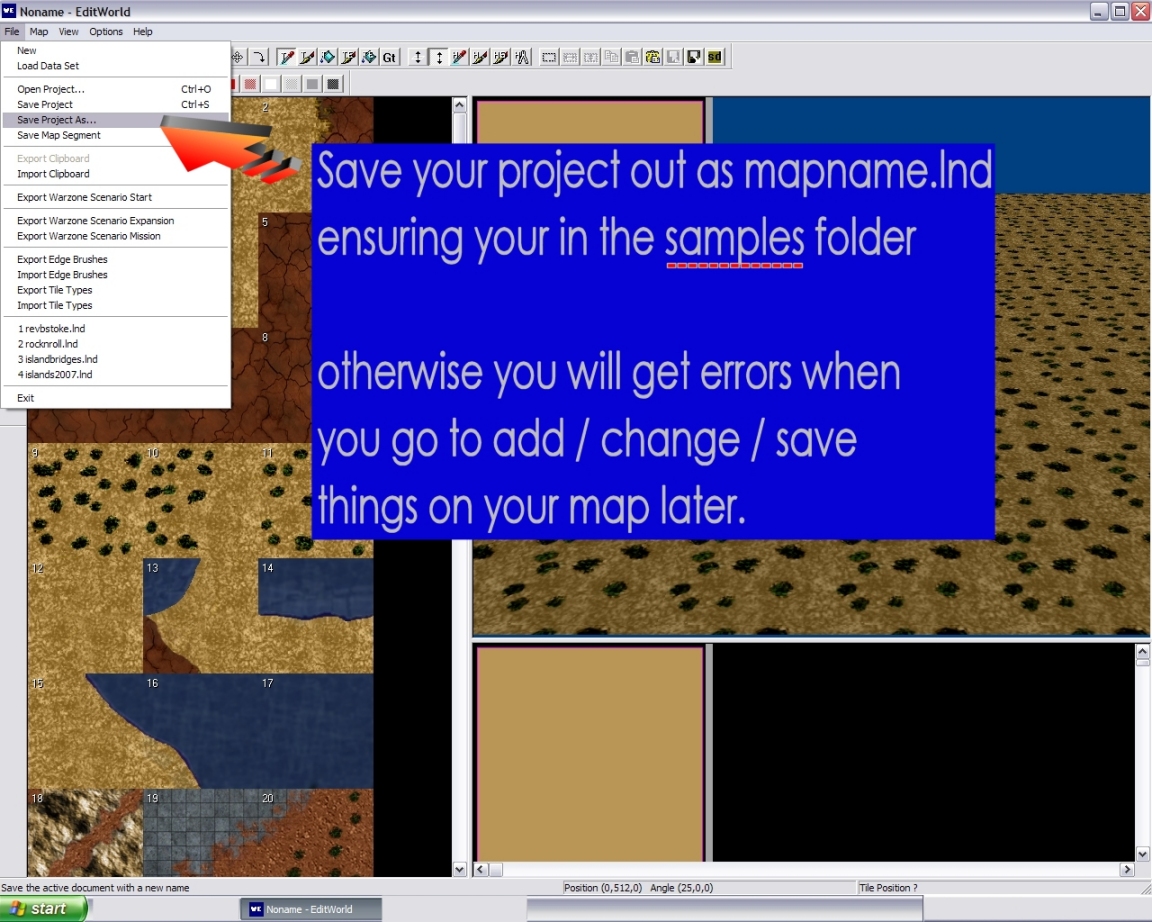 Noname - EditWorld
File Map View Options Help
New
Load Data Set
Open Project... Ctrl+O
Save Project Ctrl+S
Save Project As...
Save Map Segment
Export Clipboard
Import Clipboard
Export Warzone Scenario Start
Export Warzone Scenario Expansion
Export Warzone Scenario Mission
Export Edge Brushes
Import Edge Brushes
Export Tile Types
Import Tile Types
1 revbstoke.lnd
2 rocknroll.lnd
3 islandbridges.lnd
4 islands2007.lnd
Exit
Gt
sd
2
5
8
9 10 11
12 13 14
15 16 17
18 19 20
Save your project out as mapname.lnd
ensuring your in the samples folder
otherwise you will get errors when
you go to add / change / save
things on your map later.
Save the active document with a new name
Position (0,512,0) Angle (25,0,0)
Tile Position ?
start
Noname - EditWorld